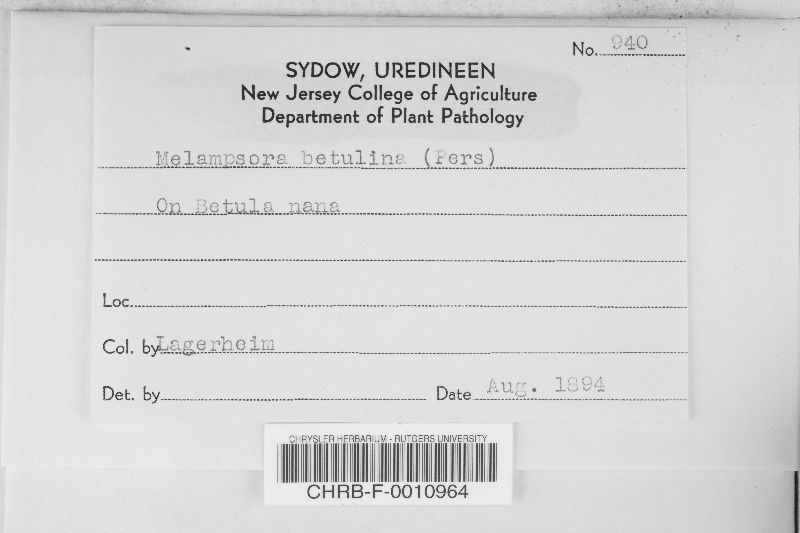 No. 940
SYDOW, UREDINEEN
New Jersey College of Agriculture
Department of Plant Pathology
Melampsora betulina (Pers)
On Betula nana
Loc.
Col. by Lagerheim
Det. by Date Aug. 1894
CHRYSLER HERBARIUM - RUTGERS UNIVERSITY
CHRB-F-0010964